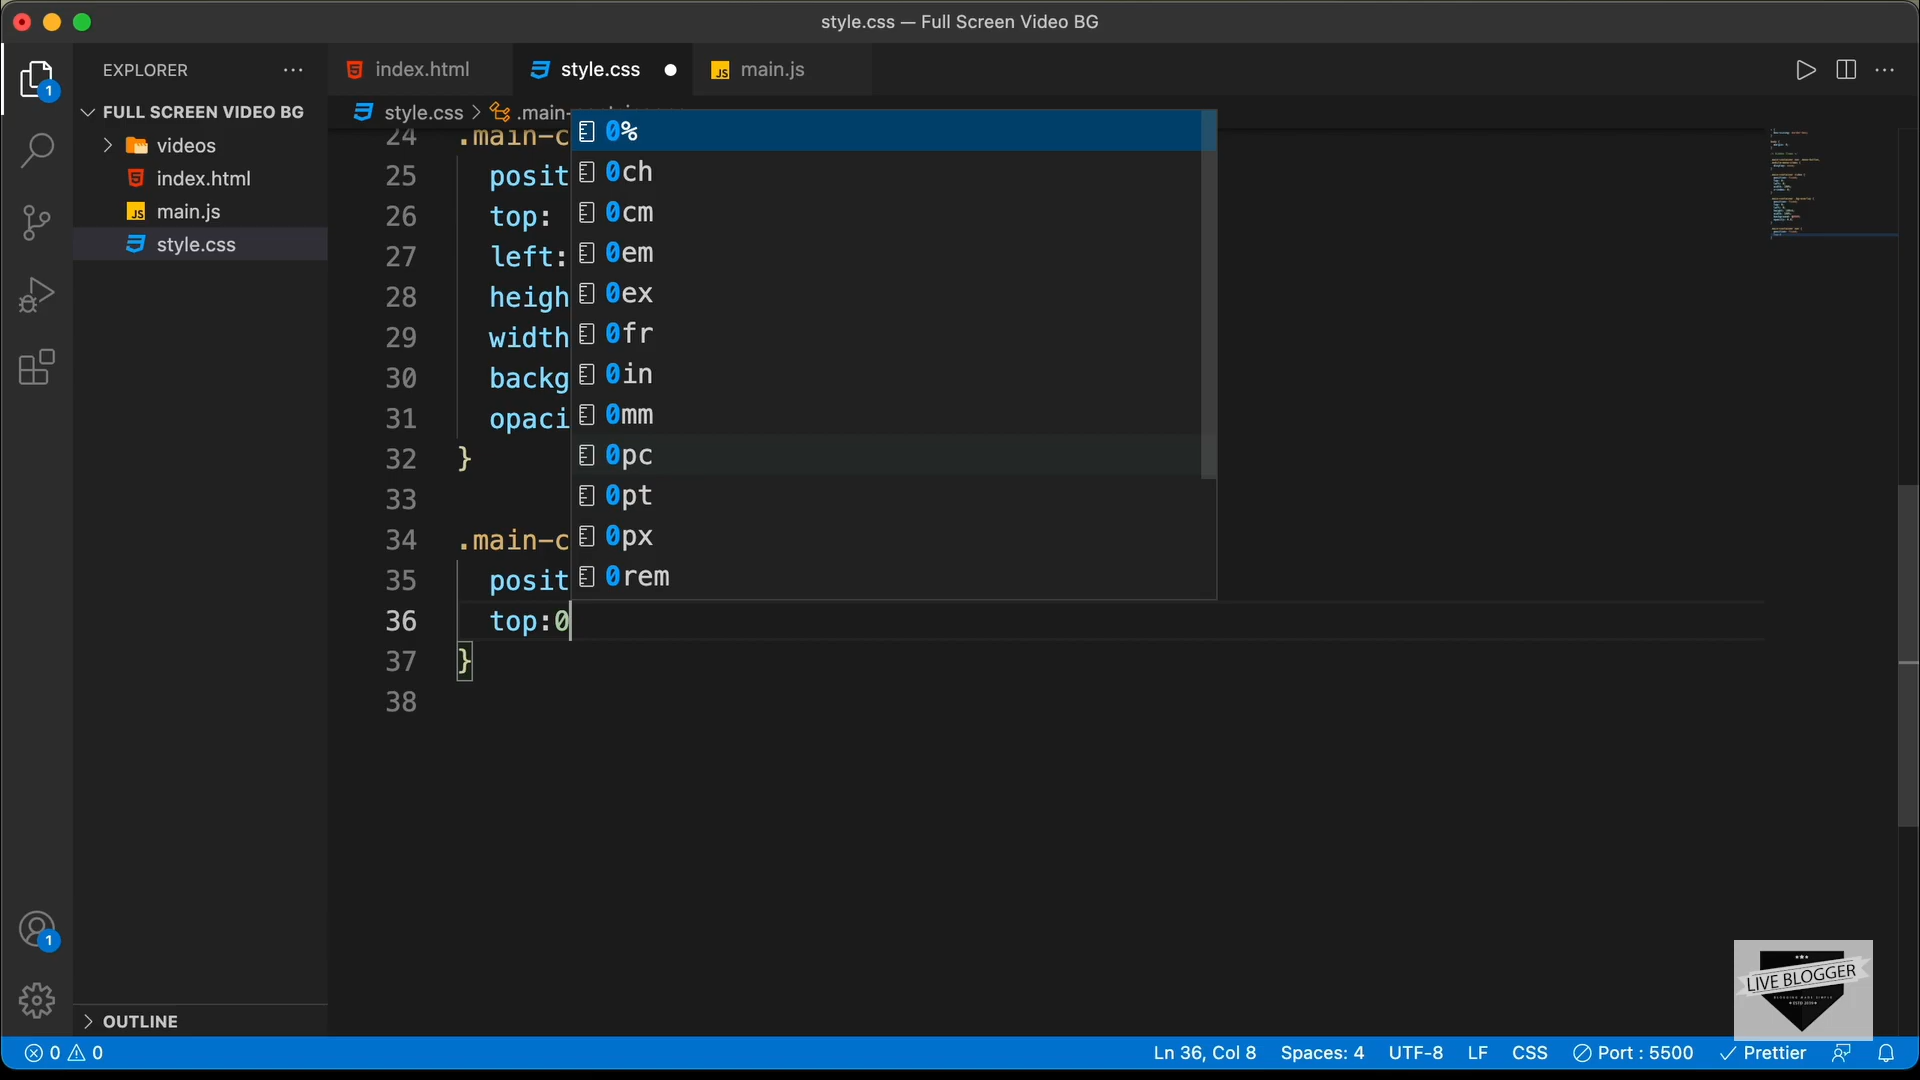 style.css — Full Screen Video BG
EXPLORER
index.html
style.css
main.js
FULL SCREEN VIDEO BG
style.css
.main-
videos
index.html
main.js
style.css
24 .main-c
25 posit
26 top:
27 left:
28 heigh
29 width
30 backg
31 opaci
32 }
33
34 .main-c
35 posit
36 top:0
37 }
38
0%
0ch
0cm
0em
0ex
0fr
0in
0mm
0pc
0pt
0px
0rem
1
1
OUTLINE
LIVE BLOGGER
0 0
Ln 36, Col 8 Spaces: 4 UTF-8 LF CSS Port : 5500 Prettier